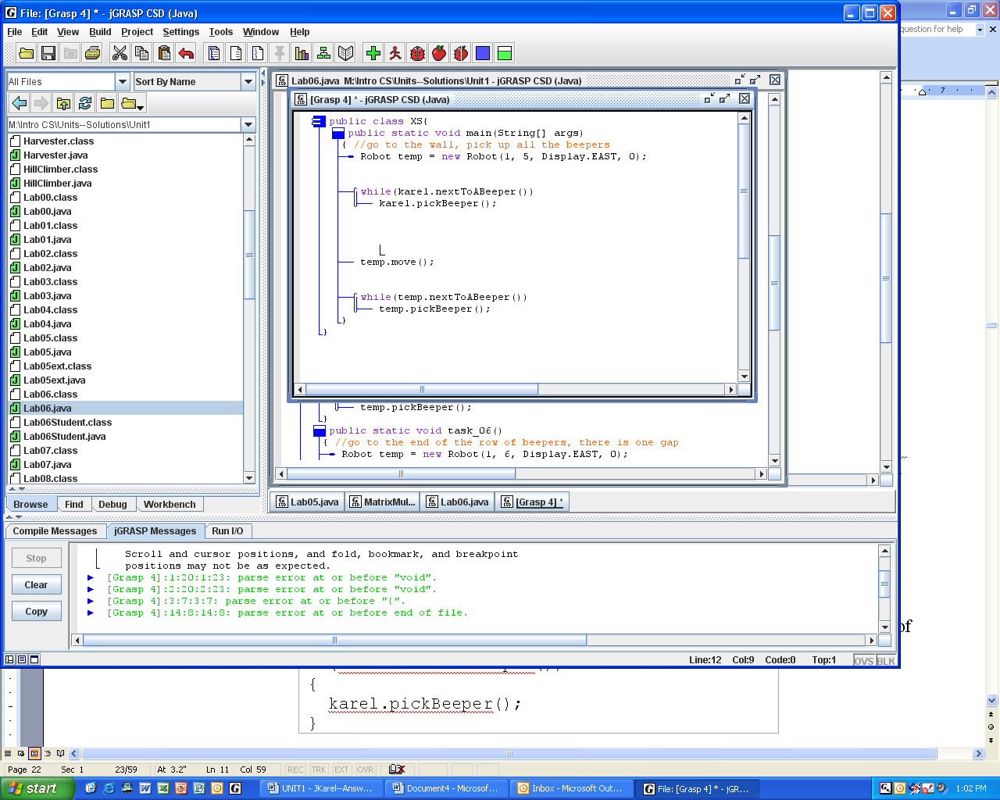 File: [Grasp 4] * - jGRASP CSD (Java)
File Edit View Build Project Settings Tools Window Help
question for help
All Files
Sort By Name
M:\Intro CS\Units--Solutions\Unit1
Harvester.class
Harvester.java
HillClimber.class
HillClimber.java
Lab00.class
Lab00.java
Lab01.class
Lab01.java
Lab02.class
Lab02.java
Lab03.class
Lab03.java
Lab04.class
Lab04.java
Lab05.class
Lab05.java
Lab05ext.class
Lab05ext.java
Lab06.class
Lab06.java
Lab06Student.class
Lab06Student.java
Lab07.class
Lab07.java
Lab08.class
Browse Find Debug Workbench
Lab06.java M:\Intro CS\Units--Solutions\Unit1 - jGRASP CSD (Java)
[Grasp 4] * - jGRASP CSD (Java)
public class XS{
public static void main(String[] args)
{ //go to the wall, pick up all the beepers
Robot temp = new Robot(1, 5, Display.EAST, 0);
while(karel.nextToABeeper())
karel.pickBeeper();
temp.move();
while(temp.nextToABeeper())
temp.pickBeeper();
}
}
temp.pickBeeper();
}
public static void task_06()
{ //go to the end of the row of beepers, there is one gap
Robot temp = new Robot(1, 6, Display.EAST, 0);
Lab05.java MatrixMul... Lab06.java [Grasp 4] *
Compile Messages jGRASP Messages Run I/O
Stop
Clear
Copy
Scroll and cursor positions, and fold, bookmark, and breakpoint
positions may not be as expected.
[Grasp 4]:1:20:1:23: parse error at or before "void".
[Grasp 4]:2:20:2:23: parse error at or before "void".
[Grasp 4]:3:7:3:7: parse error at or before "{".
[Grasp 4]:14:8:14:8: parse error at or before end of file.
Line:12 Col:9 Code:0 Top:1 OVS BLK
7
of
{
karel.pickBeeper();
}
Page 22 Sec 1 23/59 At 3.2" Ln 11 Col 59 REC TRK EXT OVR
start UNIT1 - JKarel--Answ... Document4 - Microsof... Inbox - Microsoft Out... File: [Grasp 4] * - jGR... 1:02 PM